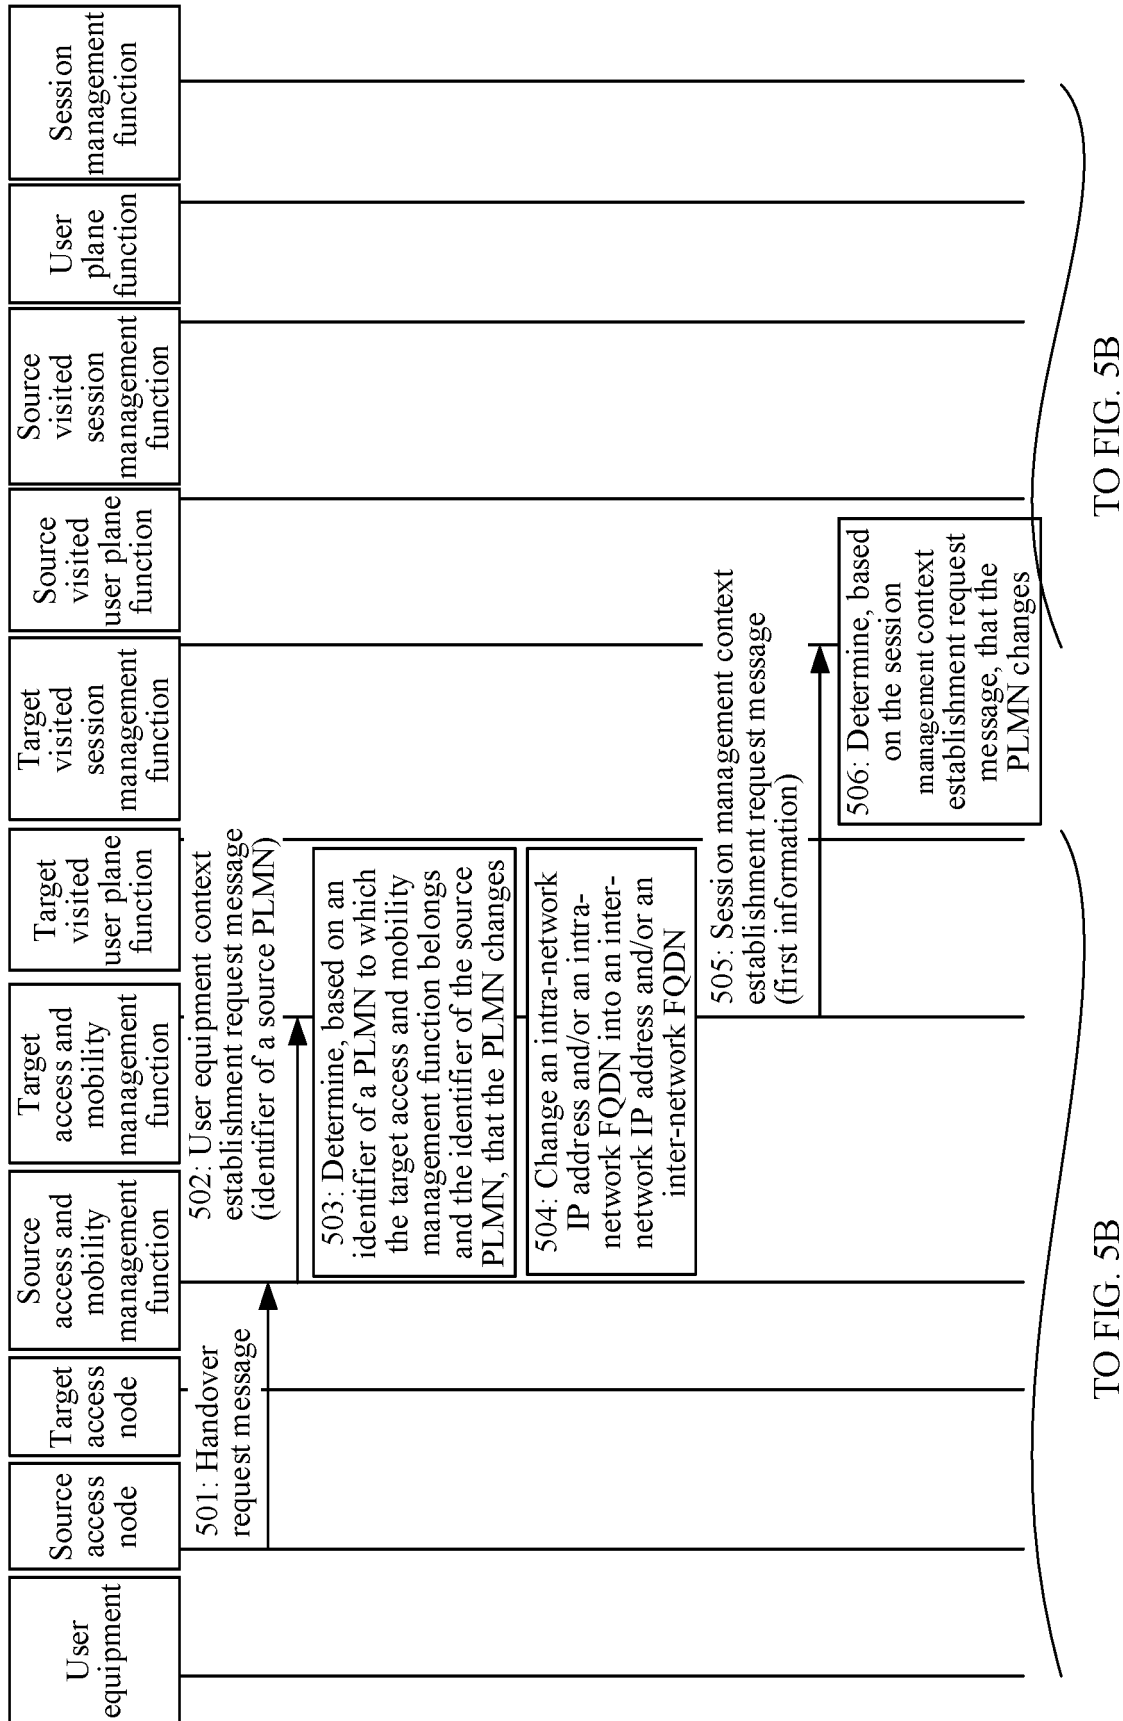 User
equipment
Source
access
node
Target
access
node
Source
access and
mobility
management
function
Target
access and
mobility
management
function
Target
visited
user plane
function
Target
visited
session
management
function
Source
visited
user plane
function
Source
visited
session
management
function
User
plane
function
Session
management
function
501: Handover
request message
502: User equipment context
establishment request message
(identifier of a source PLMN)
503: Determine, based on an
identifier of a PLMN to which
the target access and mobility
management function belongs
and the identifier of the source
PLMN, that the PLMN changes
504: Change an intra-network
IP address and/or an intra-
network FQDN into an inter-
network IP address and/or an
inter-network FQDN
505: Session management context
establishment request message
(first information)
506: Determine, based
on the session
management context
establishment request
message, that the
PLMN changes
TO FIG. 5B
TO FIG. 5B